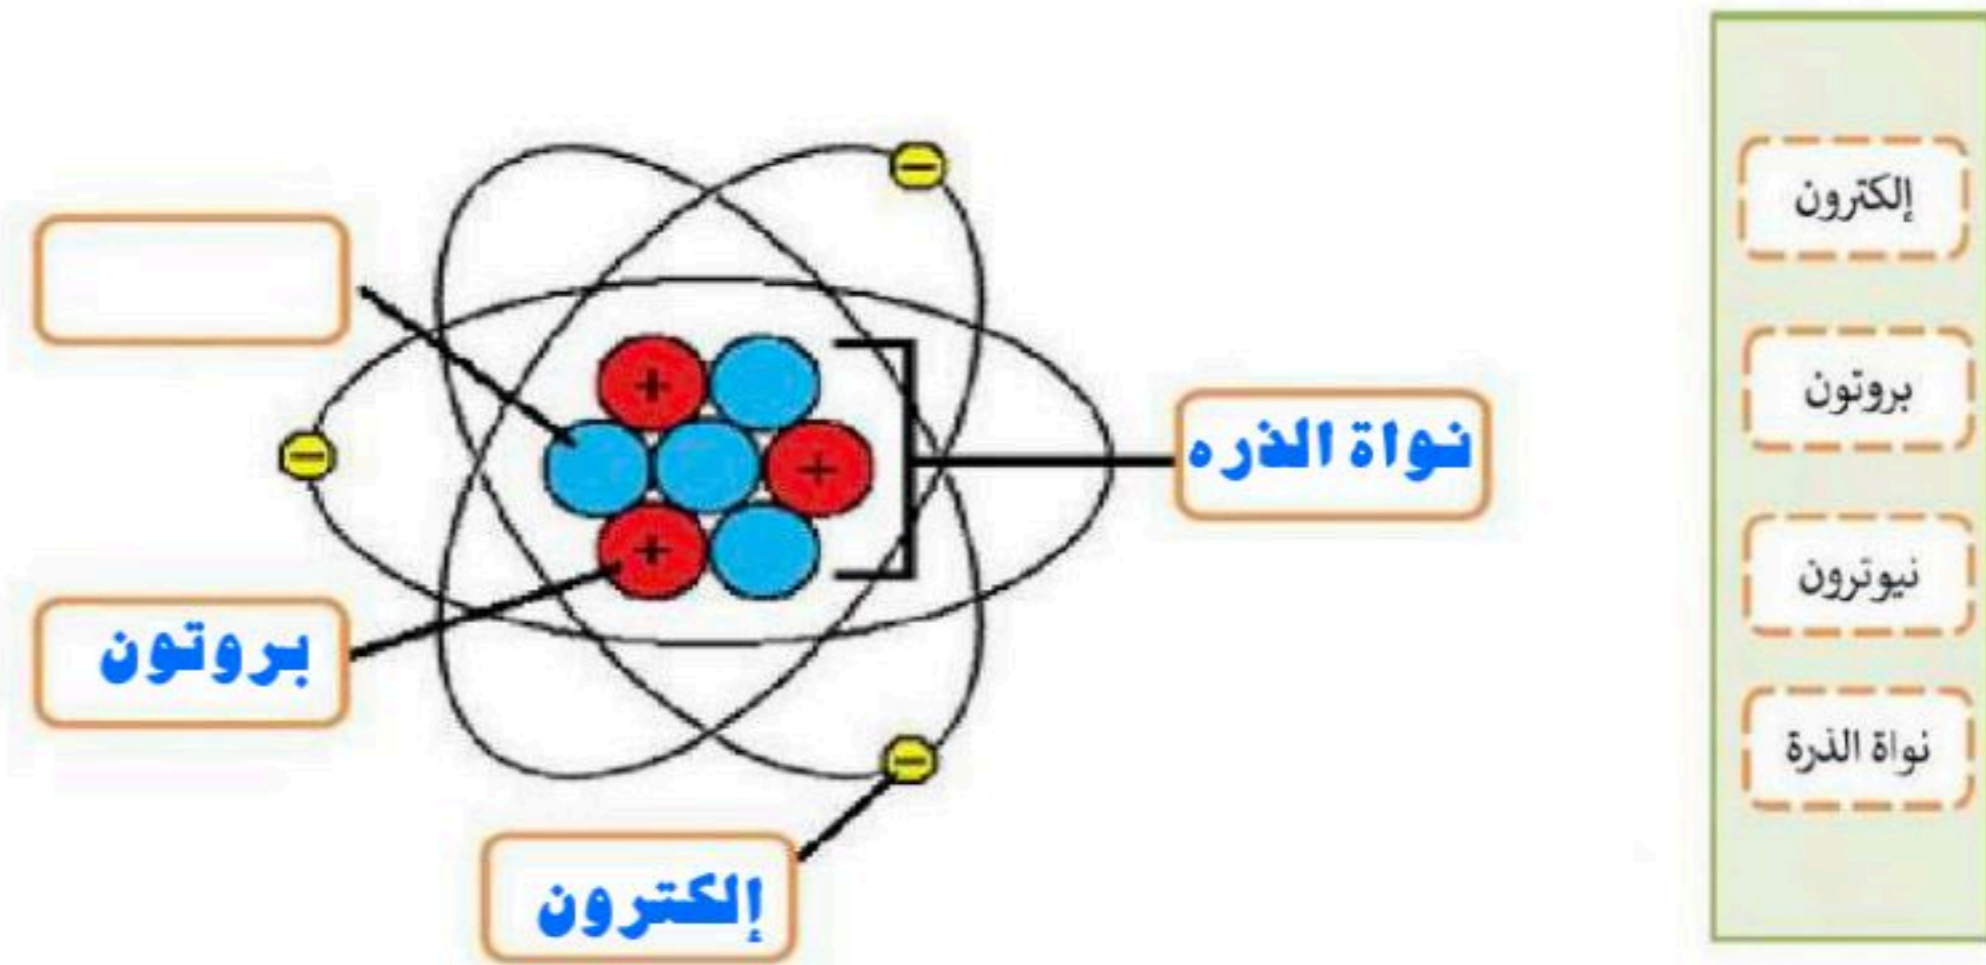 إلكترون
بروتون
نيوترون
نواة الذرة
نواة الذره
بروتون
إلكترون
+
+
+
−
−
−